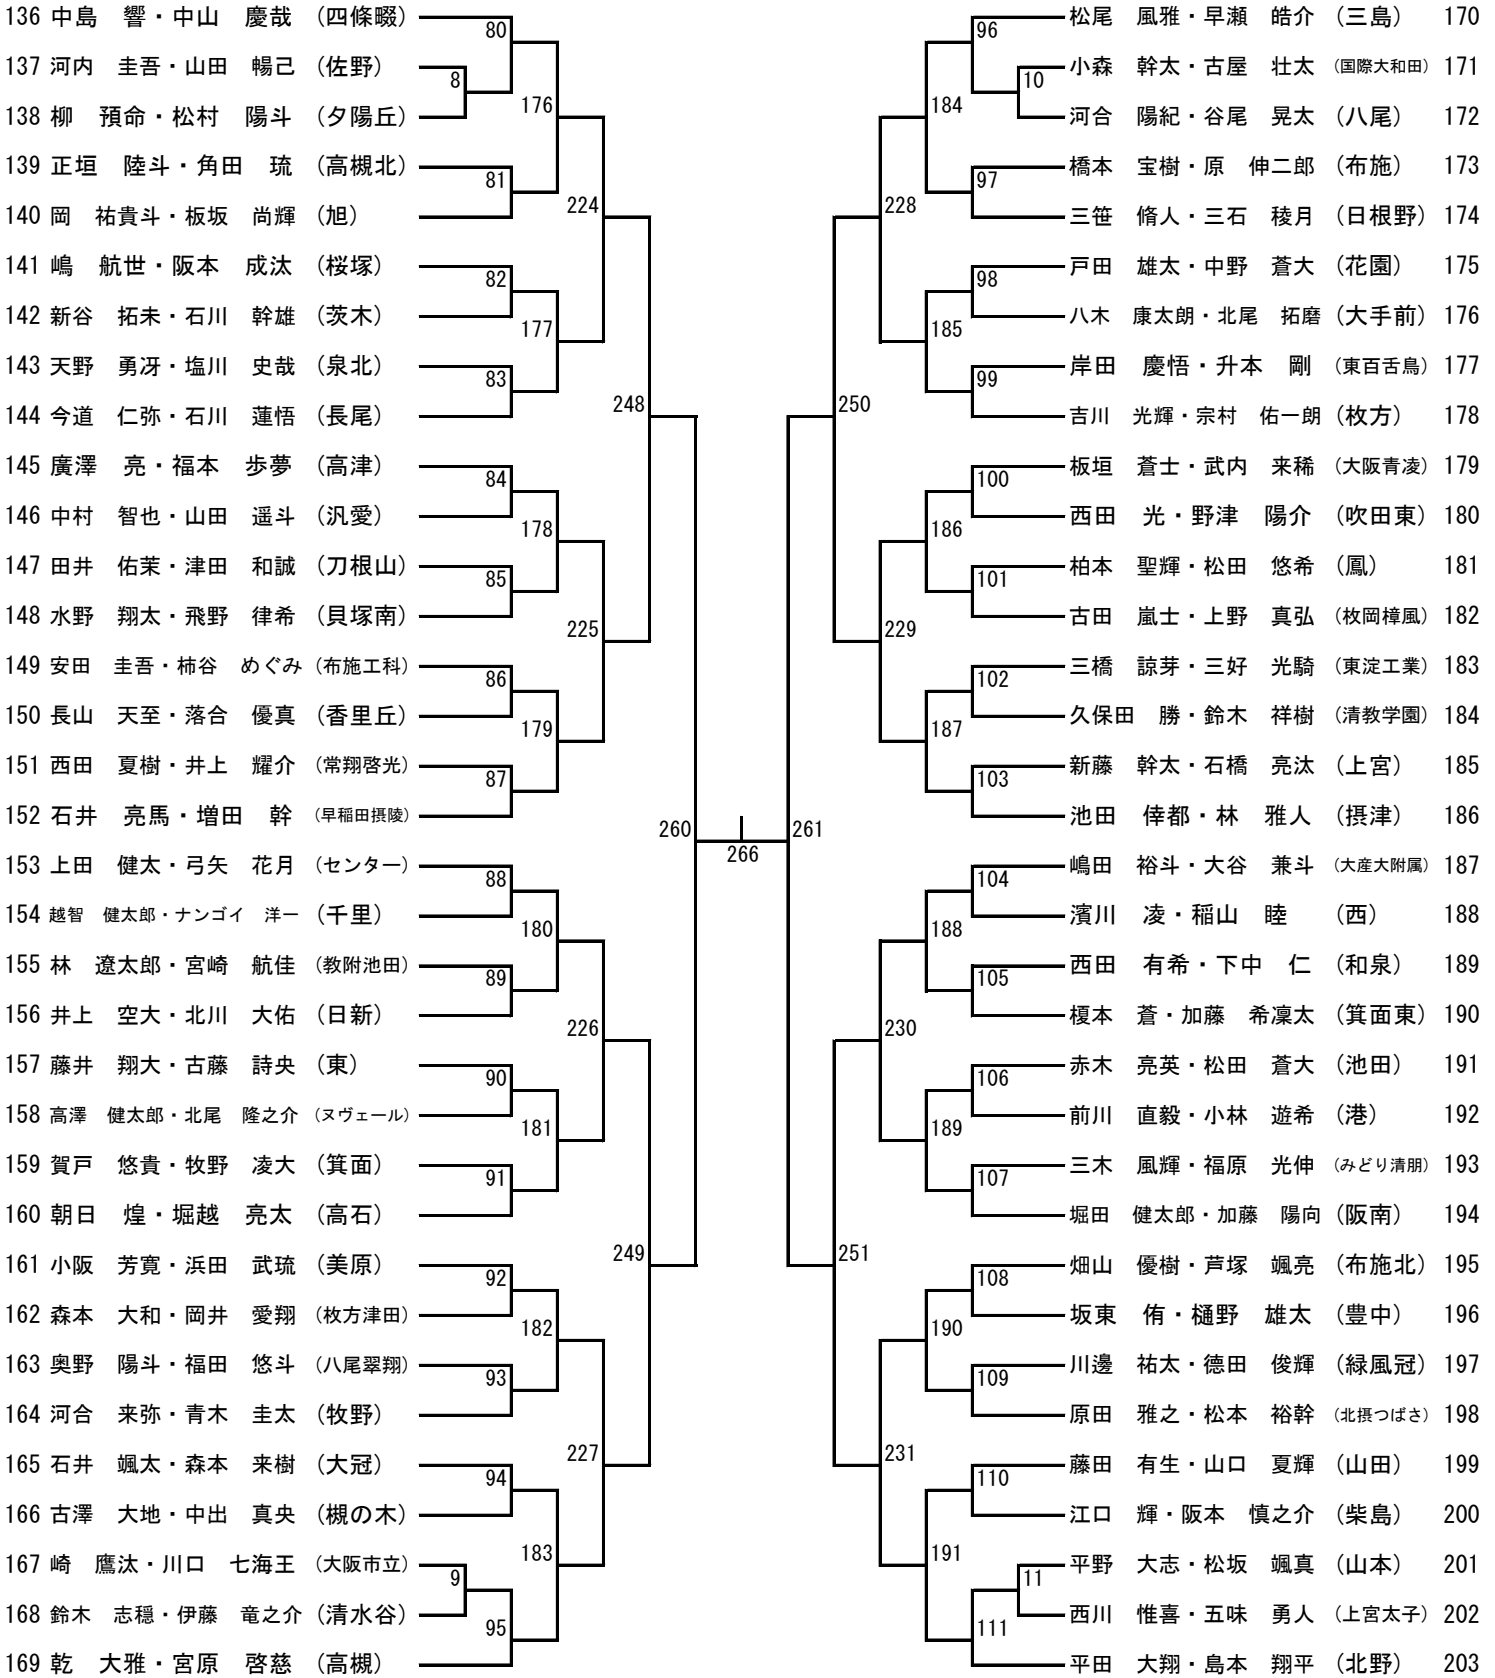 136 中島　響・中山　慶哉 （四條畷）
137 河内　圭吾・山田　暢己 （佐野）
138 柳　預命・松村　陽斗 （夕陽丘）
139 正垣　陸斗・角田　琉 （高槻北）
140 岡　祐貴斗・板坂　尚輝 （旭）
141 嶋　航世・阪本　成汰 （桜塚）
142 新谷　拓未・石川　幹雄 （茨木）
143 天野　勇冴・塩川　史哉 （泉北）
144 今道　仁弥・石川　蓮悟 （長尾）
145 廣澤　亮・福本　歩夢 （高津）
146 中村　智也・山田　遥斗 （汎愛）
147 田井　佑茉・津田　和誠 （刀根山）
148 水野　翔太・飛野　律希 （貝塚南）
149 安田　圭吾・柿谷　めぐみ （布施工科）
150 長山　天至・落合　優真 （香里丘）
151 西田　夏樹・井上　耀介 （常翔啓光）
152 石井　亮馬・増田　幹 （早稲田摂陵）
153 上田　健太・弓矢　花月 （センター）
154 越智　健太郎・ナンゴイ　洋一 （千里）
155 林　遼太郎・宮崎　航佳 （教附池田）
156 井上　空大・北川　大佑 （日新）
157 藤井　翔大・古藤　詩央 （東）
158 高澤　健太郎・北尾　隆之介 （ヌヴェール）
159 賀戸　悠貴・牧野　凌大 （箕面）
160 朝日　煌・堀越　亮太 （高石）
161 小阪　芳寛・浜田　武琉 （美原）
162 森本　大和・岡井　愛翔 （枚方津田）
163 奥野　陽斗・福田　悠斗 （八尾翠翔）
164 河合　来弥・青木　圭太 （牧野）
165 石井　颯太・森本　来樹 （大冠）
166 古澤　大地・中出　真央 （槻の木）
167 崎　鷹汰・川口　七海王 （大阪市立）
168 鈴木　志穏・伊藤　竜之介 （清水谷）
169 乾　大雅・宮原　啓慈 （高槻）
8
9
80
81
82
83
84
85
86
87
88
89
90
91
92
93
94
95
176
177
178
179
180
181
182
183
224
225
226
227
248
249
260
266
261
250
251
228
229
230
231
184
185
186
187
188
189
190
191
96
97
98
99
100
101
102
103
104
105
106
107
108
109
110
111
10
11
松尾　風雅・早瀬　皓介 （三島） 170
小森　幹太・古屋　壮太 （国際大和田） 171
河合　陽紀・谷尾　晃太 （八尾） 172
橋本　宝樹・原　伸二郎 （布施） 173
三笹　脩人・三石　稜月 （日根野） 174
戸田　雄太・中野　蒼大 （花園） 175
八木　康太朗・北尾　拓磨 （大手前） 176
岸田　慶悟・升本　剛 （東百舌鳥） 177
吉川　光輝・宗村　佑一朗 （枚方） 178
板垣　蒼士・武内　来稀 （大阪青凌） 179
西田　光・野津　陽介 （吹田東） 180
柏本　聖輝・松田　悠希 （鳳） 181
古田　嵐士・上野　真弘 （枚岡樟風） 182
三橋　諒芽・三好　光騎 （東淀工業） 183
久保田　勝・鈴木　祥樹 （清教学園） 184
新藤　幹太・石橋　亮汰 （上宮） 185
池田　倖都・林　雅人 （摂津） 186
嶋田　裕斗・大谷　兼斗 （大産大附属） 187
濱川　凌・稲山　睦 （西） 188
西田　有希・下中　仁 （和泉） 189
榎本　蒼・加藤　希凜太 （箕面東） 190
赤木　亮英・松田　蒼大 （池田） 191
前川　直毅・小林　遊希 （港） 192
三木　風輝・福原　光伸 （みどり清朋） 193
堀田　健太郎・加藤　陽向 （阪南） 194
畑山　優樹・芦塚　颯亮 （布施北） 195
坂東　侑・樋野　雄太 （豊中） 196
川邊　祐太・德田　俊輝 （緑風冠） 197
原田　雅之・松本　裕幹 （北摂つばさ） 198
藤田　有生・山口　夏輝 （山田） 199
江口　輝・阪本　慎之介 （柴島） 200
平野　大志・松坂　颯真 （山本） 201
西川　惟喜・五味　勇人 （上宮太子） 202
平田　大翔・島本　翔平 （北野） 203